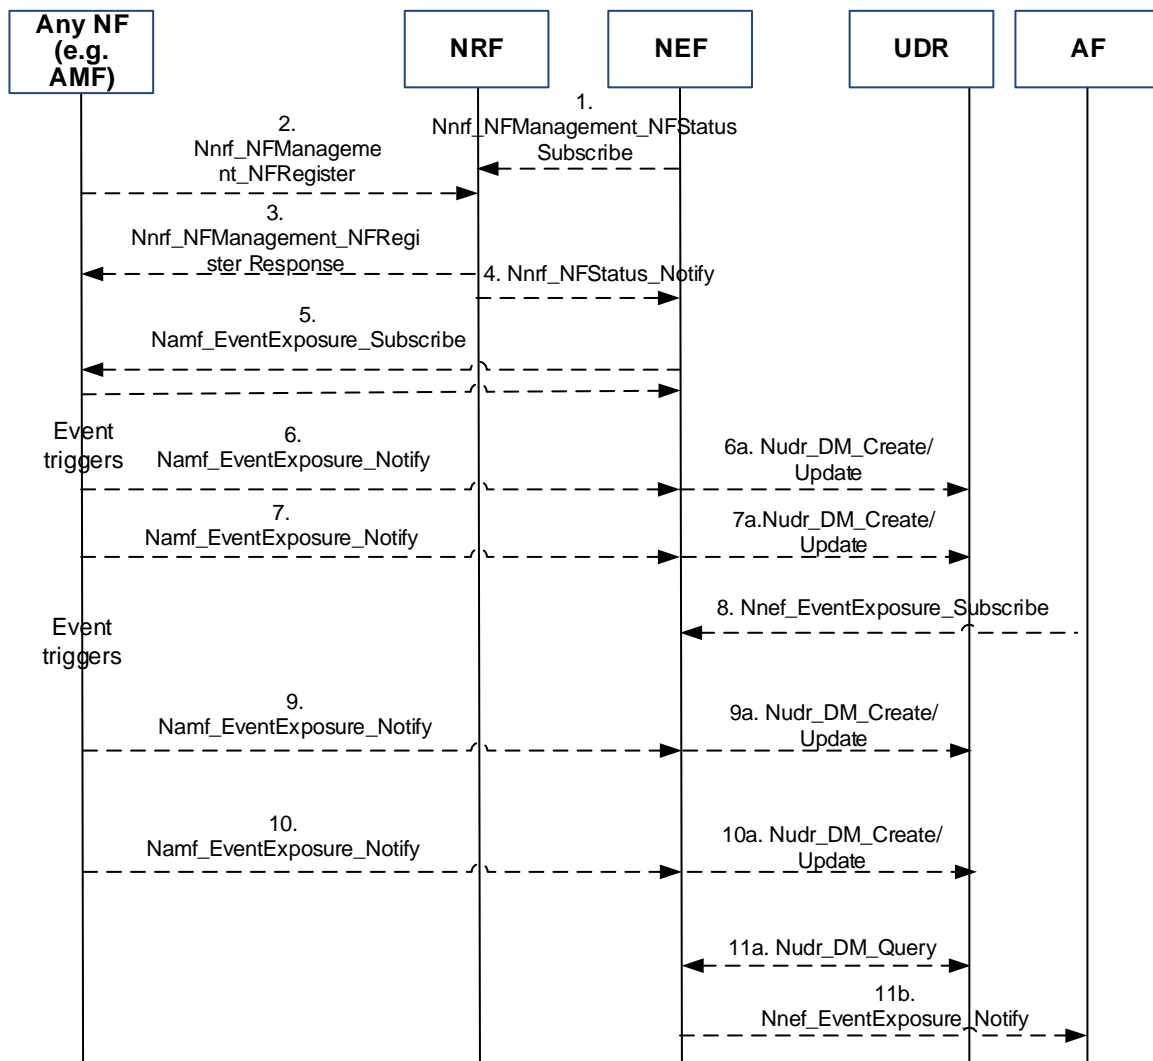 Any NF
(e.g.
AMF)
NRF
NEF
UDR
AF
1.
Nnrf_NFManagement_NFStatus
Subscribe
2.
Nnrf_NFManageme
nt_NFRegister
3.
Nnrf_NFManagement_NFRegi
ster Response
4. Nnrf_NFStatus_Notify
5.
Namf_EventExposure_Subscribe
Event
triggers
6.
Namf_EventExposure_Notify
6a. Nudr_DM_Create/
Update
7.
Namf_EventExposure_Notify
7a.Nudr_DM_Create/
Update
8. Nnef_EventExposure_Subscribe
Event
triggers
9.
Namf_EventExposure_Notify
9a. Nudr_DM_Create/
Update
10.
Namf_EventExposure_Notify
10a. Nudr_DM_Create/
Update
11a. Nudr_DM_Query
11b.
Nnef_EventExposure_Notify